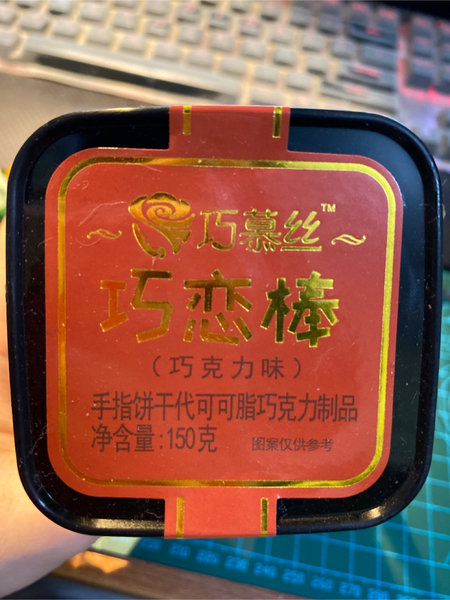 ~巧慕丝™~
巧恋棒
(巧克力味)
手指饼干代可可脂巧克力制品
净含量:150克 图案仅供参考